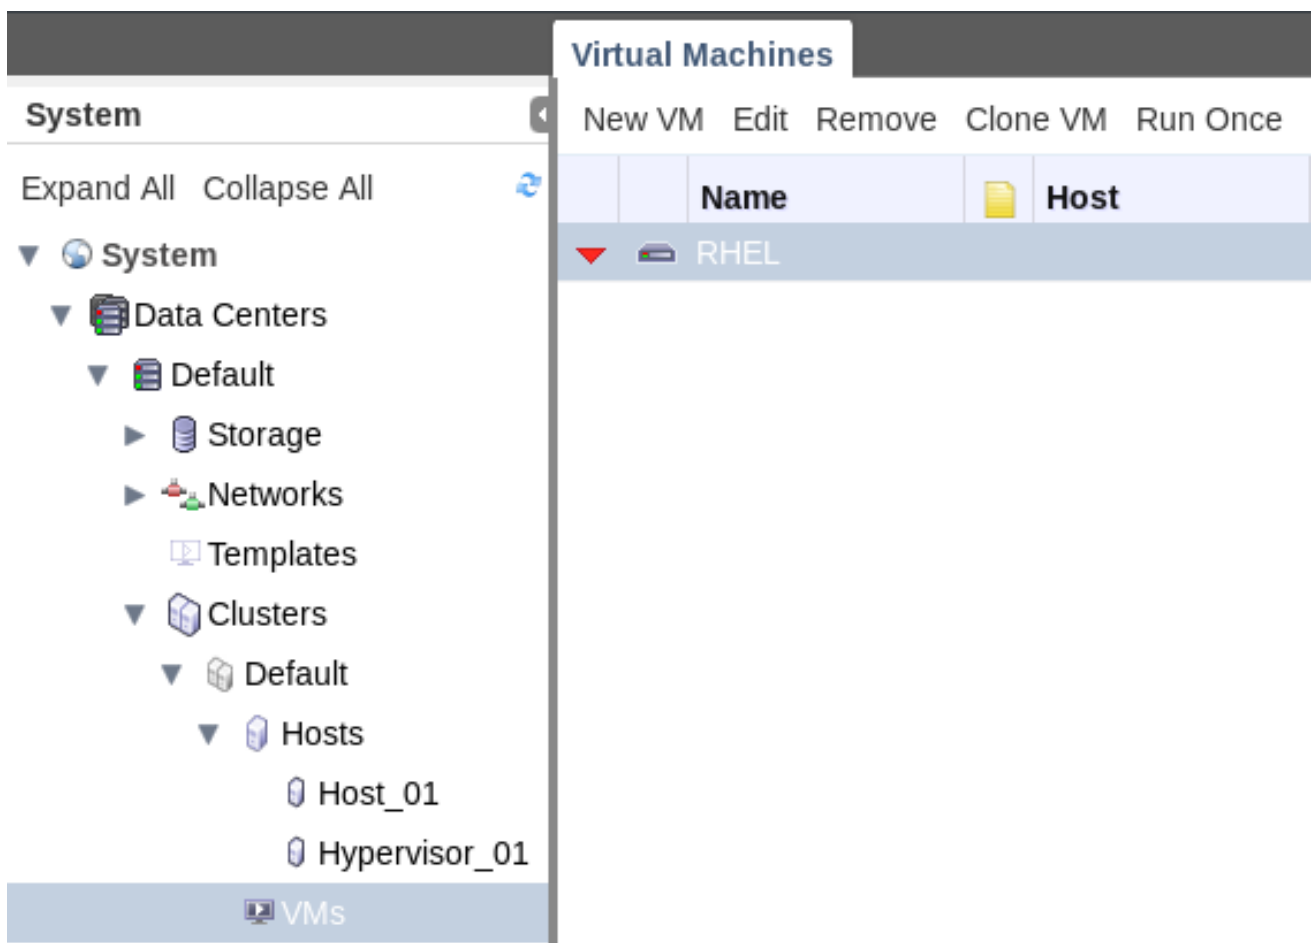 Virtual Machines
System
New VM Edit Remove Clone VM Run Once
Expand All Collapse All
Name Host
System
RHEL
Data Centers
Default
Storage
Networks
Templates
Clusters
Default
Hosts
Host_01
Hypervisor_01
VMs